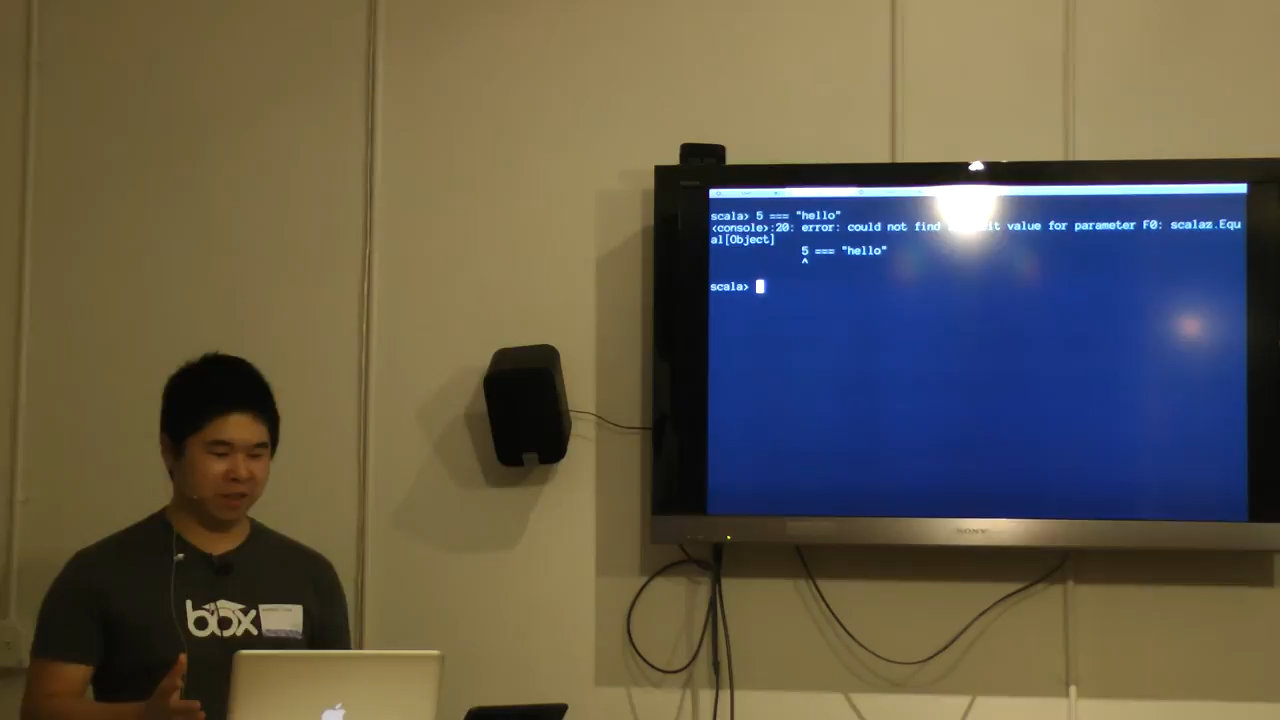 scala> 5 === "hello"
<console>:20: error: could not find it value for parameter F0: scalaz.Equ
al[Object]
5 === "hello"
^
scala>
SONY
box